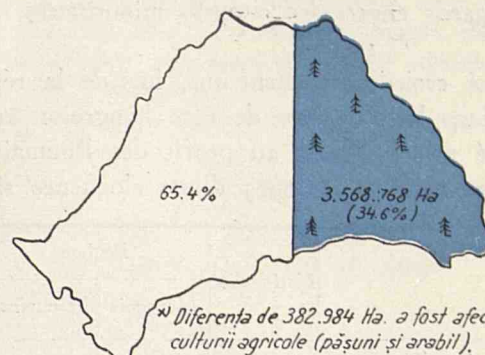 65.4%
3.568.768 Ha
(34.6%)
x) Diferența de 382.984 Ha. a fost afec
culturii agricole (pășuni și arabil).